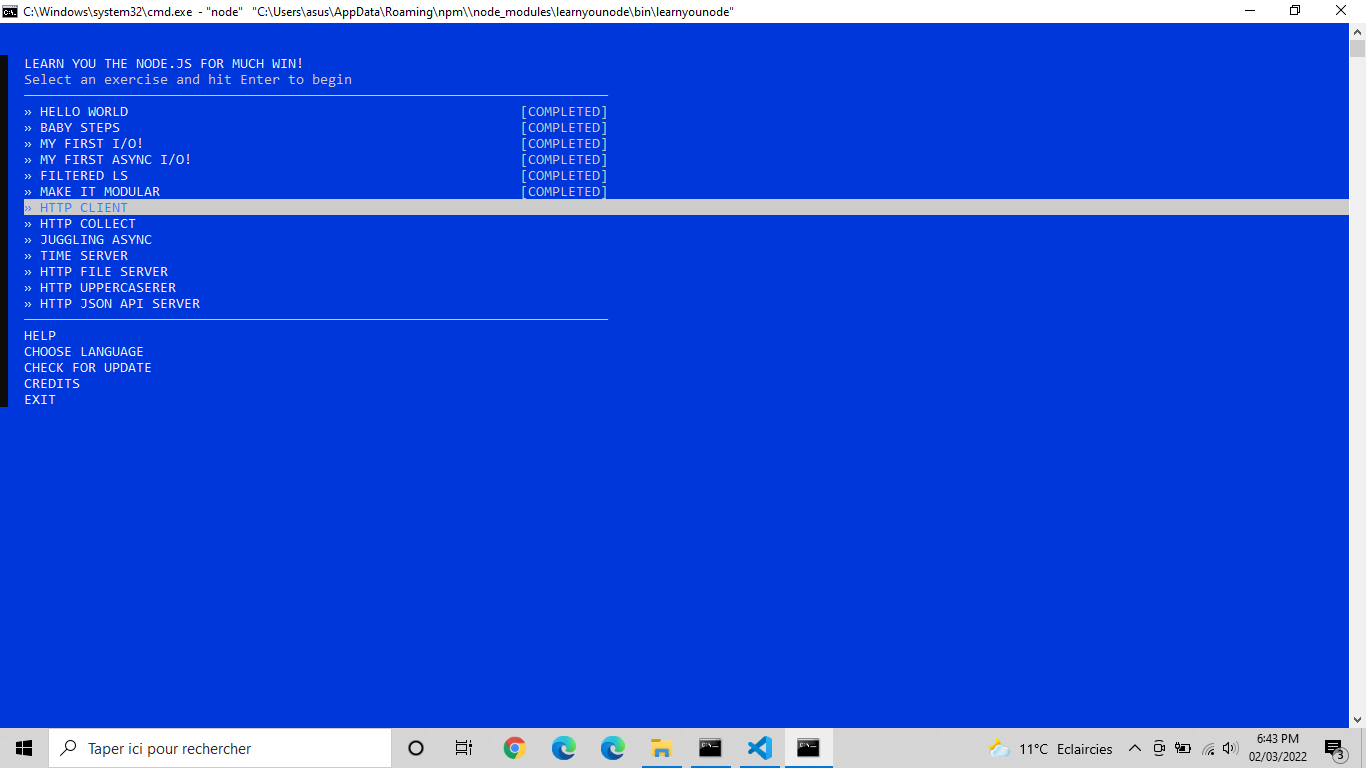 C:\Windows\system32\cmd.exe - "node" "C:\Users\asus\AppData\Roaming\npm\\node_modules\learnyounode\bin\learnyounode"
LEARN YOU THE NODE.JS FOR MUCH WIN!
Select an exercise and hit Enter to begin
» HELLO WORLD [COMPLETED]
» BABY STEPS [COMPLETED]
» MY FIRST I/O! [COMPLETED]
» MY FIRST ASYNC I/O! [COMPLETED]
» FILTERED LS [COMPLETED]
» MAKE IT MODULAR [COMPLETED]
» HTTP CLIENT
» HTTP COLLECT
» JUGGLING ASYNC
» TIME SERVER
» HTTP FILE SERVER
» HTTP UPPERCASERER
» HTTP JSON API SERVER
HELP
CHOOSE LANGUAGE
CHECK FOR UPDATE
CREDITS
EXIT
Taper ici pour rechercher
11°C Eclaircies
6:43 PM
02/03/2022
3